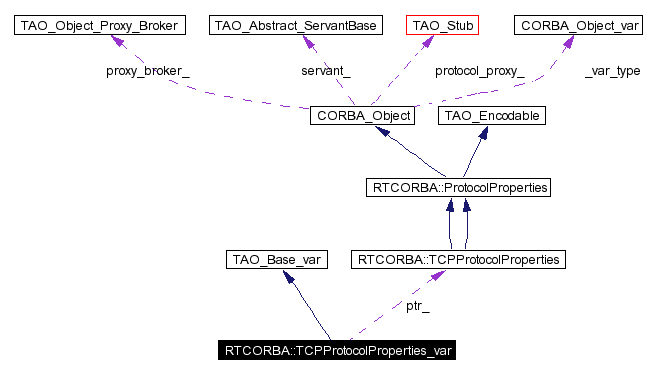 TAO_Object_Proxy_Broker
TAO_Abstract_ServantBase
TAO_Stub
CORBA_Object_var
proxy_broker_
servant_
protocol_proxy_
_var_type
CORBA_Object
TAO_Encodable
RTCORBA::ProtocolProperties
TAO_Base_var
RTCORBA::TCPProtocolProperties
ptr_
RTCORBA::TCPProtocolProperties_var